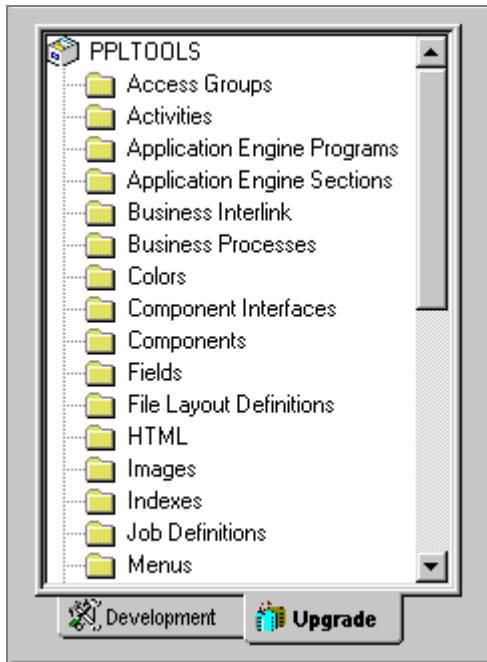 PPLTOOLS
Access Groups
Activities
Application Engine Programs
Application Engine Sections
Business Interlink
Business Processes
Colors
Component Interfaces
Components
Fields
File Layout Definitions
HTML
Images
Indexes
Job Definitions
Menus
Development Upgrade